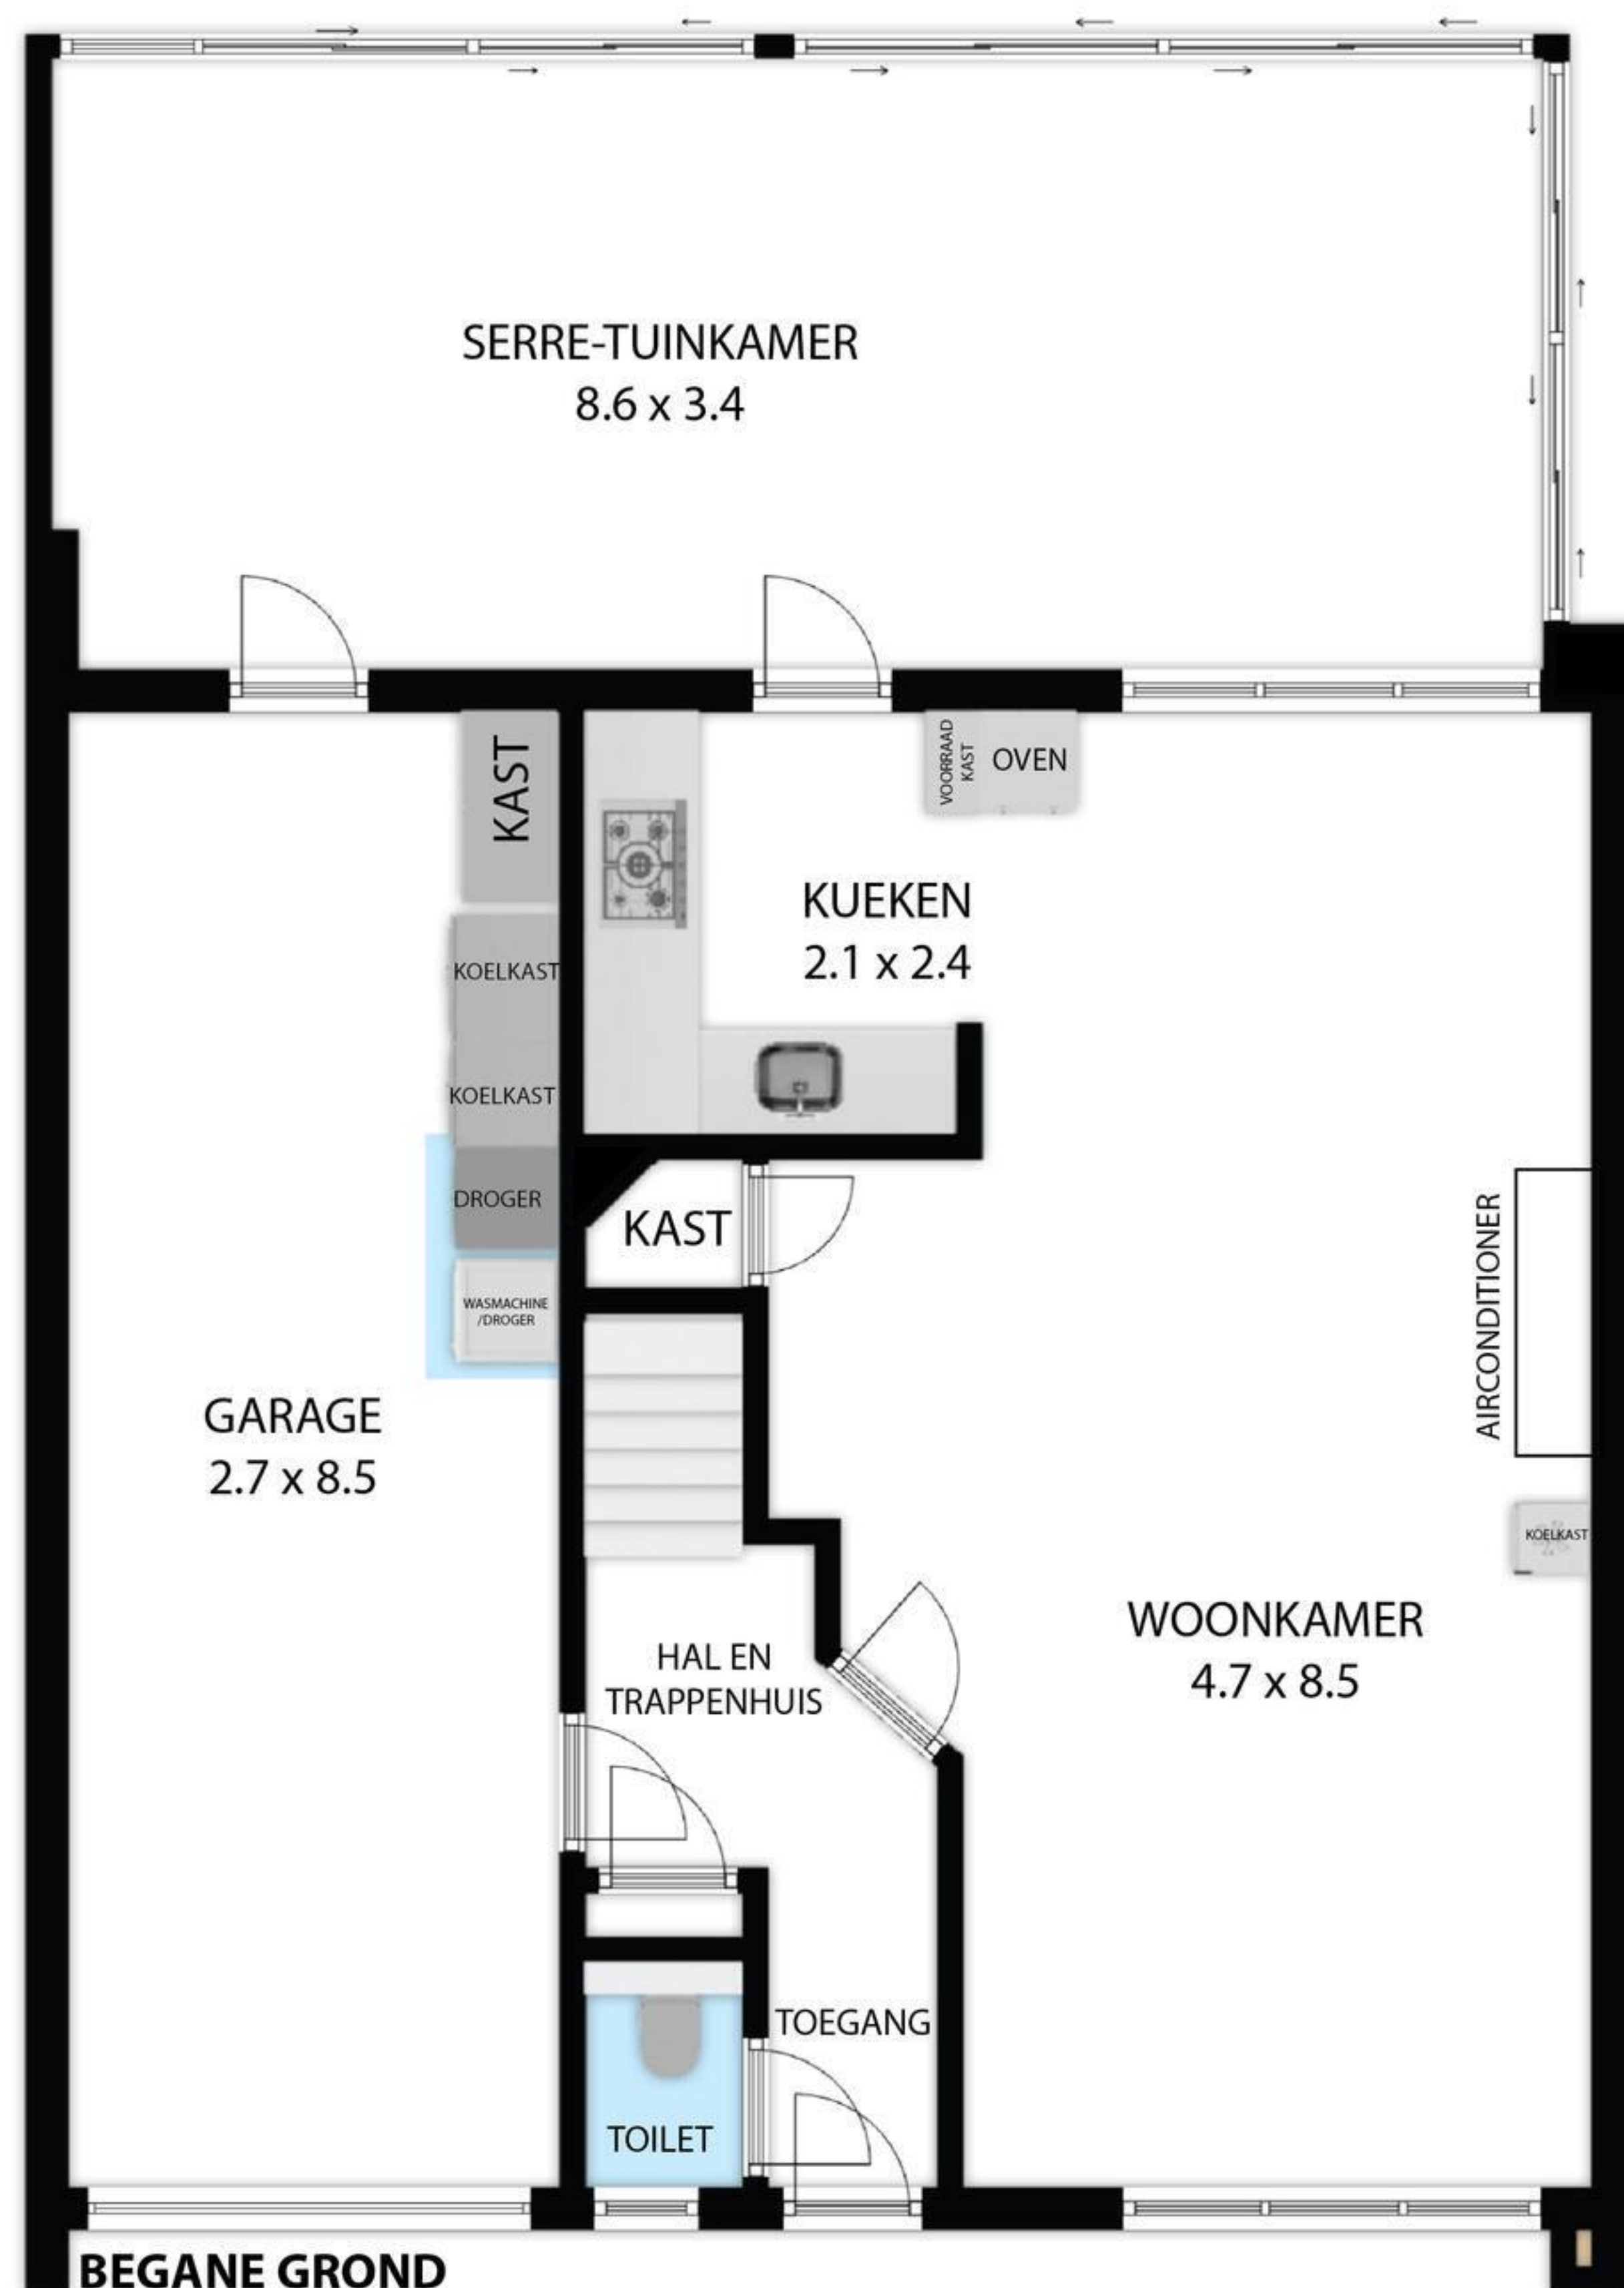 SERRE-TUINKAMER
8.6 x 3.4
KAST
VOORRAAD
KAST
OVEN
KUEKEN
2.1 x 2.4
KOELKAST
KOELKAST
DROGER
KAST
WASMACHINE
/DROGER
AIRCONDITIONER
GARAGE
2.7 x 8.5
KOELKAST
WOONKAMER
4.7 x 8.5
HAL EN
TRAPPENHUIS
TOEGANG
TOILET
BEGANE GROND